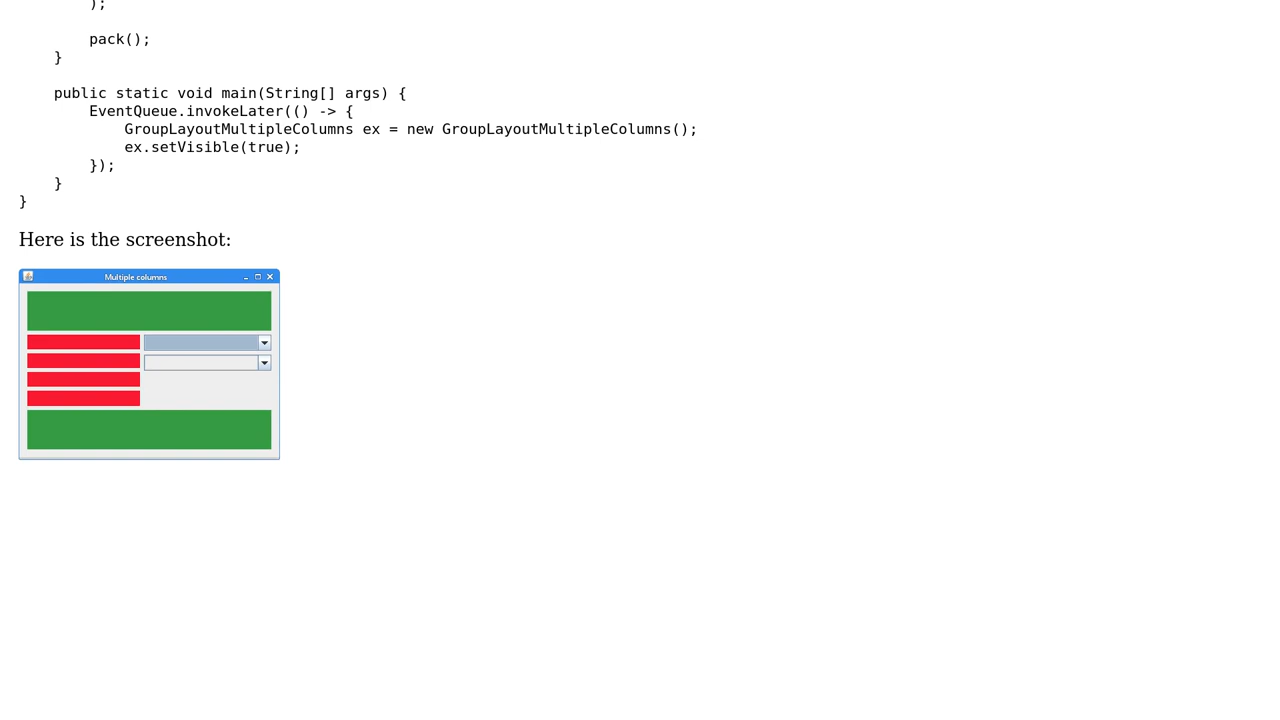 );
pack();
}
public static void main(String[] args) {
EventQueue.invokeLater(() -> {
GroupLayoutMultipleColumns ex = new GroupLayoutMultipleColumns();
ex.setVisible(true);
});
}
}
Here is the screenshot:
Multiple columns